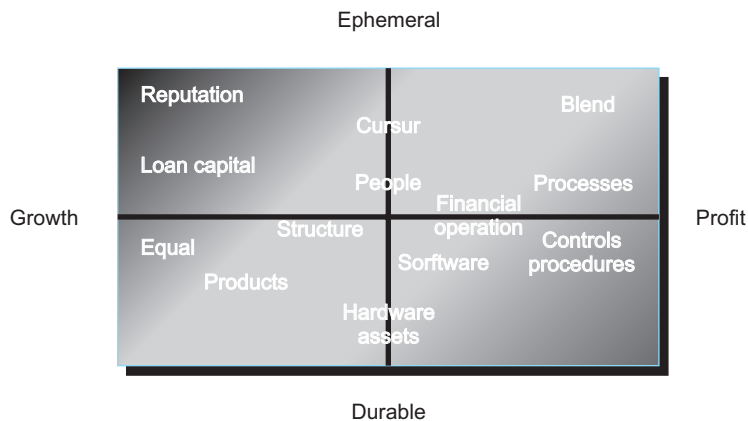 Ephemeral
Reputation
Blend
Cursur
Loan capital
People
Processes
Growth
Financial
operation
Profit
Structure
Equal
Controls
procedures
Sorftware
Products
Hardware
assets
Durable